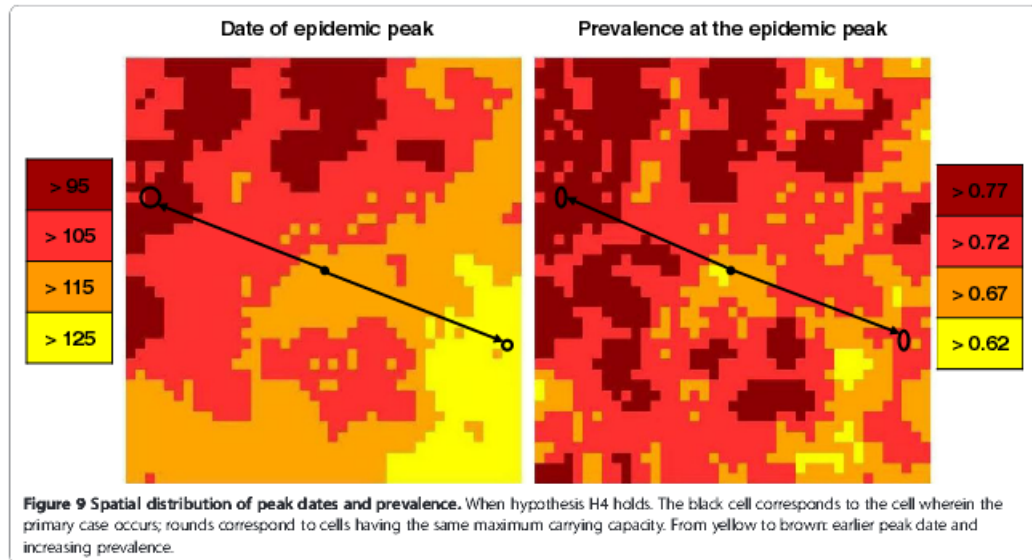 Date of epidemic peak
Prevalence at the epidemic peak
> 95
> 105
> 115
> 125
> 0.77
> 0.72
> 0.67
> 0.62
Figure 9 Spatial distribution of peak dates and prevalence. When hypothesis H4 holds. The black cell corresponds to the cell wherein the
primary case occurs; rounds correspond to cells having the same maximum carrying capacity. From yellow to brown: earlier peak date and
increasing prevalence.